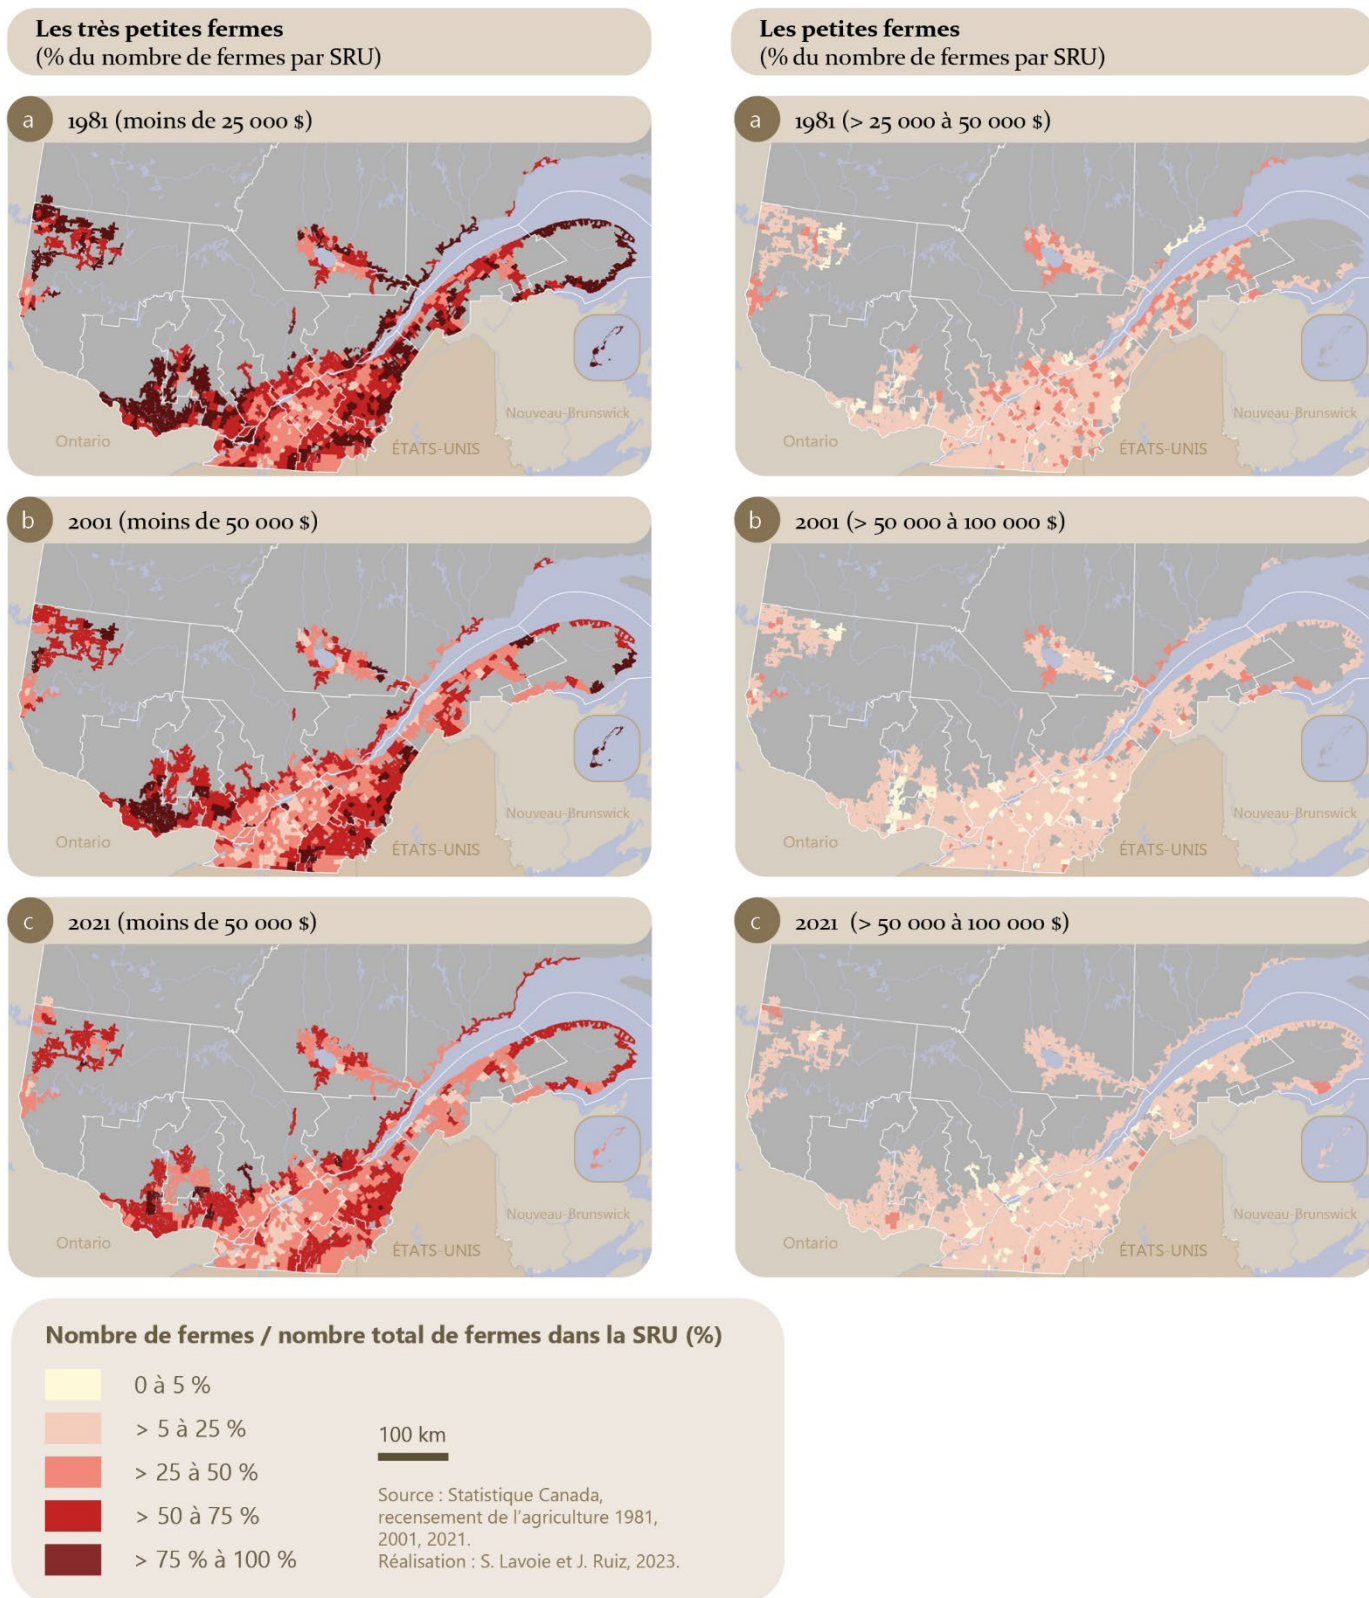 Les très petites fermes
(% du nombre de fermes par SRU)
a
1981 (moins de 25 000 $)
Ontario
ÉTATS-UNIS
Nouveau-Brunswick
b
2001 (moins de 50 000 $)
Ontario
ÉTATS-UNIS
Nouveau-Brunswick
c
2021 (moins de 50 000 $)
Ontario
ÉTATS-UNIS
Nouveau-Brunswick
Les petites fermes
(% du nombre de fermes par SRU)
a
1981 (> 25 000 à 50 000 $)
Ontario
ÉTATS-UNIS
Nouveau-Brunswick
b
2001 (> 50 000 à 100 000 $)
Ontario
ÉTATS-UNIS
Nouveau-Brunswick
c
2021 (> 50 000 à 100 000 $)
Ontario
ÉTATS-UNIS
Nouveau-Brunswick
Nombre de fermes / nombre total de fermes dans la SRU (%)
0 à 5 %
> 5 à 25 %
> 25 à 50 %
> 50 à 75 %
> 75 % à 100 %
100 km
Source : Statistique Canada,
recensement de l'agriculture 1981,
2001, 2021.
Réalisation : S. Lavoie et J. Ruiz, 2023.